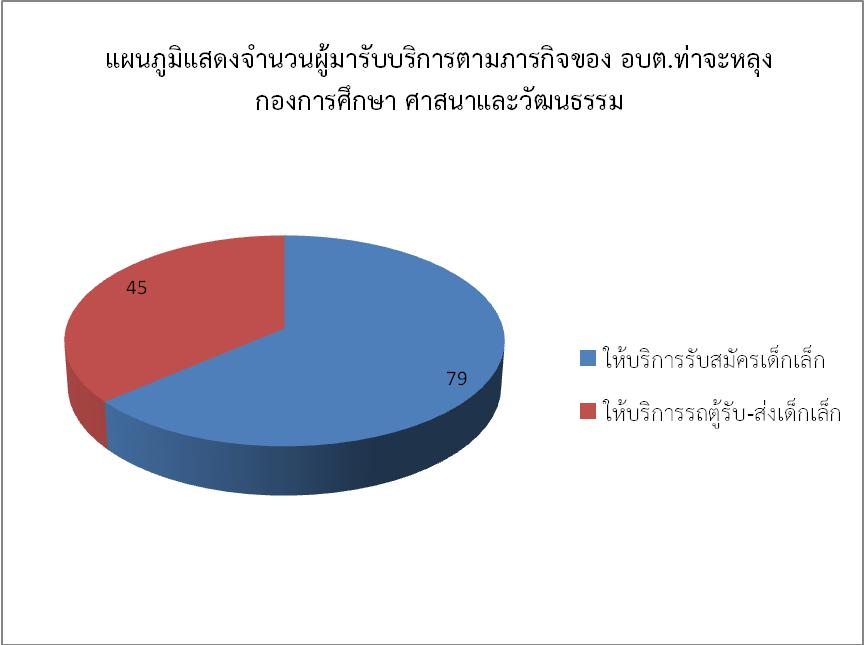 แผนภูมิแสดงจำนวนผู้มารับบริการตามภารกิจของ อบต.ท่าจะหลุง
กองการศึกษา ศาสนาและวัฒนธรรม
45
79
ให้บริการรับสมัครเด็กเล็ก
ให้บริการรถตู้รับ-ส่งเด็กเล็ก